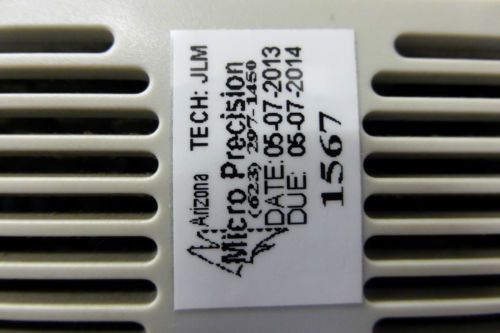 Arizona TECH: JLM
Micro Precision
(623) 297-1450
DATE: 05-07-2013
DUE: 05-07-2014
1567